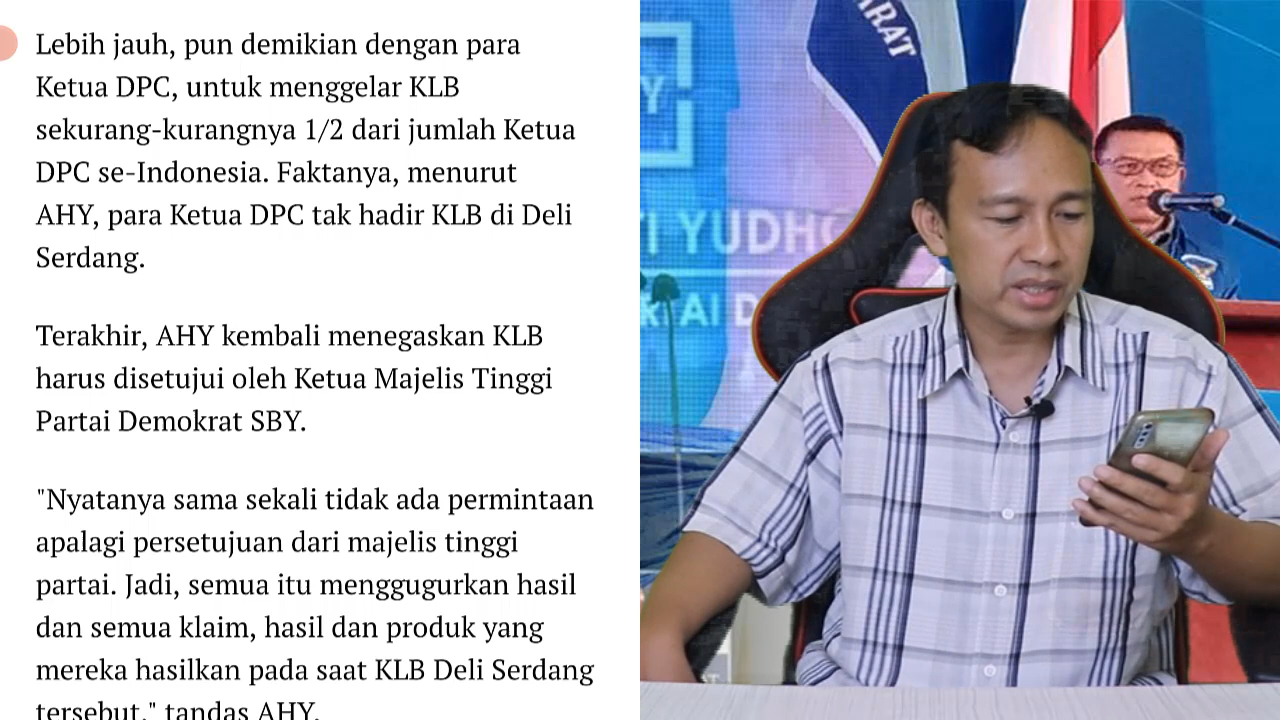 Lebih jauh, pun demikian dengan para
Ketua DPC, untuk menggelar KLB
sekurang-kurangnya 1/2 dari jumlah Ketua
DPC se-Indonesia. Faktanya, menurut
AHY, para Ketua DPC tak hadir KLB di Deli
Serdang.
Terakhir, AHY kembali menegaskan KLB
harus disetujui oleh Ketua Majelis Tinggi
Partai Demokrat SBY.
"Nyatanya sama sekali tidak ada permintaan
apalagi persetujuan dari majelis tinggi
partai. Jadi, semua itu menggugurkan hasil
dan semua klaim, hasil dan produk yang
mereka hasilkan pada saat KLB Deli Serdang
tersebut," tandas AHY.
ARAT
Y
TI YUDHO
& AI D